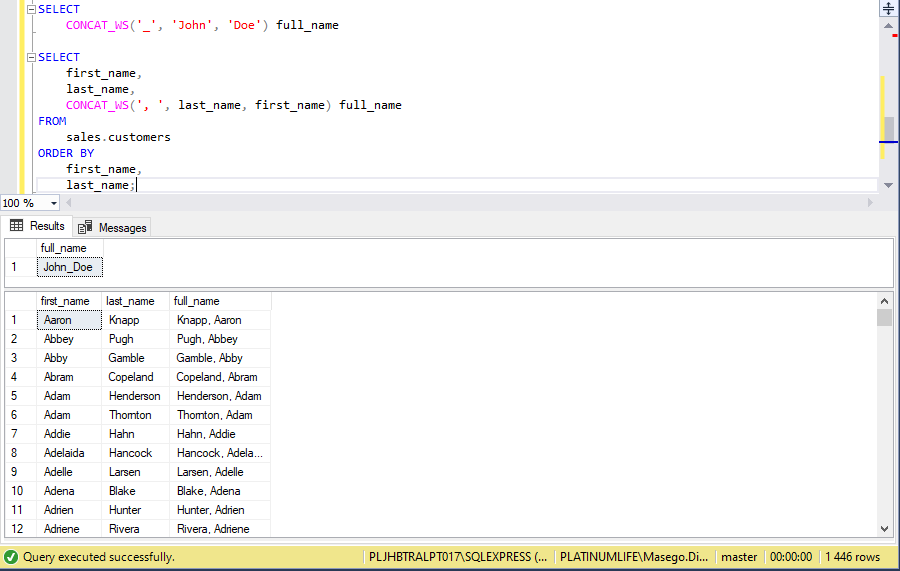 SELECT
CONCAT_WS('_', 'John', 'Doe') full_name
SELECT
first_name,
last_name,
CONCAT_WS(', ', last_name, first_name) full_name
FROM
sales.customers
ORDER BY
first_name,
last_name;
100 %
Results Messages
full_name
1 John_Doe
first_name last_name full_name
1 Aaron Knapp Knapp, Aaron
2 Abbey Pugh Pugh, Abbey
3 Abby Gamble Gamble, Abby
4 Abram Copeland Copeland, Abram
5 Adam Henderson Henderson, Adam
6 Adam Thornton Thornton, Adam
7 Addie Hahn Hahn, Addie
8 Adelaida Hancock Hancock, Adela...
9 Adelle Larsen Larsen, Adelle
10 Adena Blake Blake, Adena
11 Adrien Hunter Hunter, Adrien
12 Adriene Rivera Rivera, Adriene
Query executed successfully. PLJHBTRALPT017\SQLEXPRESS (... PLATINUMLIFE\Masego.Di... master 00:00:00 1 446 rows